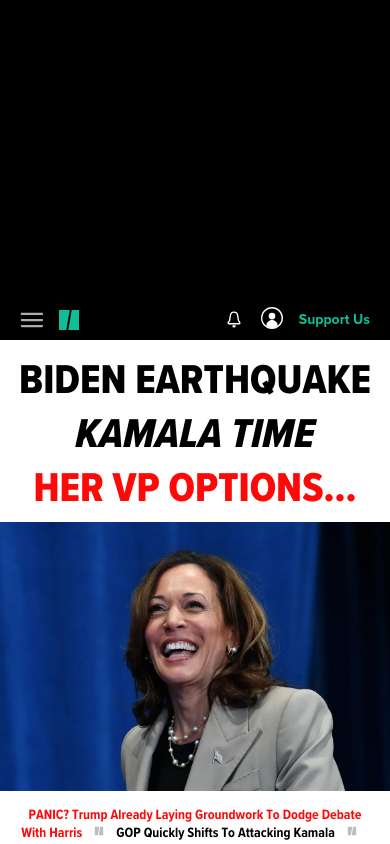 Support Us
BIDEN EARTHQUAKE
KAMALA TIME
HER VP OPTIONS...
PANIC? Trump Already Laying Groundwork To Dodge Debate
With Harris
GOP Quickly Shifts To Attacking Kamala